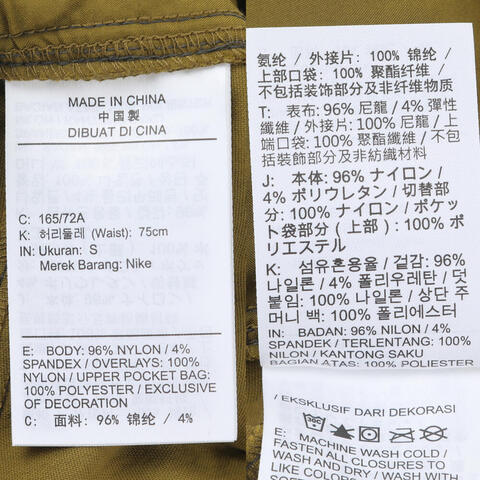 MADE IN CHINA
中国製
DIBUAT DI CINA
C: 165/72A
K: 허리둘레 (Waist): 75cm
IN: Ukuran: S
Merek Barang: Nike
E: BODY: 96% NYLON / 4%
SPANDEX / OVERLAYS: 100%
NYLON / UPPER POCKET BAG:
100% POLYESTER / EXCLUSIVE
OF DECORATION
C: 面料: 96% 锦纶 / 4%
氨纶 / 外接片: 100% 锦纶 /
上部口袋: 100% 聚酯纤维 /
不包括装饰部分及非纤维物质
T: 表布: 96% 尼龍 / 4% 彈性
纖維 / 外接片: 100% 尼龍 / 上
端口袋: 100% 聚酯纖維 / 不包
括裝飾部分及非紡織材料
J: 本体: 96% ナイロン /
4% ポリウレタン / 切替部
分: 100% ナイロン / ポケッ
ト袋部分 (上部) : 100% ポ
リエステル
K: 섬유혼용율 / 겉감: 96%
나일론 / 4% 폴리우레탄 / 덧
붙임: 100% 나일론 / 상단 주
머니 백: 100% 폴리에스터
IN: BADAN: 96% NILON / 4%
SPANDEK / TERLENTANG: 100%
NILON / KANTONG SAKU
BAGIAN ATAS: 100% POLIESTER
/ EKSKLUSIF DARI DEKORASI
E: MACHINE WASH COLD /
FASTEN ALL CLOSURES TO
WASH AND DRY / WASH WITH
LIKE COLORS